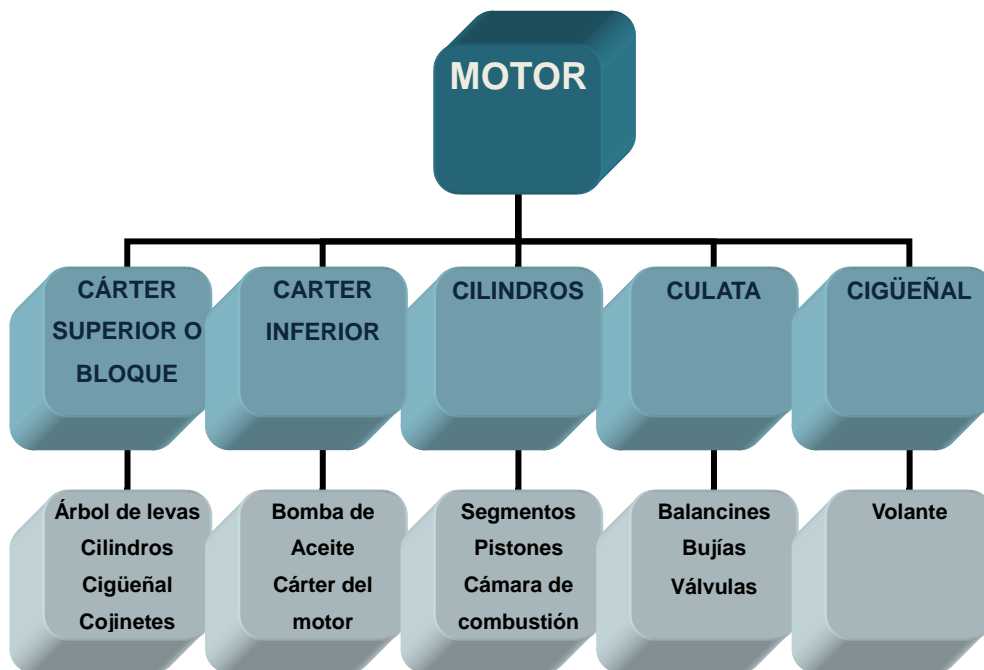 MOTOR
CÁRTER
SUPERIOR O
BLOQUE
CARTER
INFERIOR
CILINDROS
CULATA
CIGÜEÑAL
Árbol de levas
Cilindros
Cigüeñal
Cojinetes
Bomba de
Aceite
Cárter del
motor
Segmentos
Pistones
Cámara de
combustión
Balancines
Bujías
Válvulas
Volante